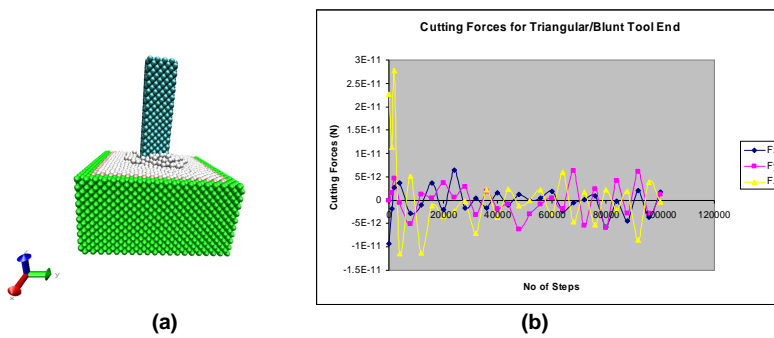 Cutting Forces for Triangular/Blunt Tool End
3E-11
2.5E-11
2E-11
1.5E-11
1E-11
5E-12
0
-5E-12
-1E-11
-1.5E-11
Cutting Forces (N)
0 20000 40000 60000 80000 100000 120000
No of Steps
F
F
F
y
x
(a)
(b)